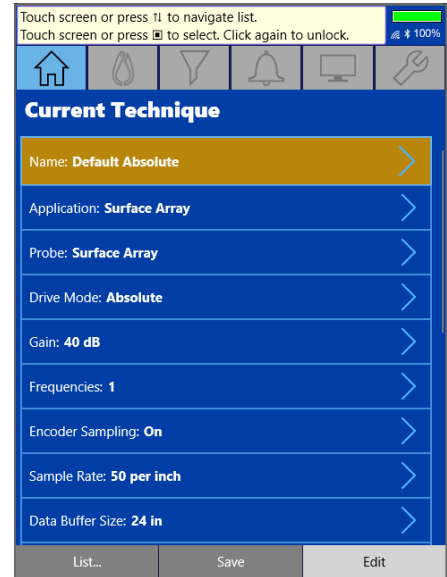 Touch screen or press ⇅ to navigate list.
Touch screen or press ▣ to select. Click again to unlock.
100%
Current Technique
Name: Default Absolute
Application: Surface Array
Probe: Surface Array
Drive Mode: Absolute
Gain: 40 dB
Frequencies: 1
Encoder Sampling: On
Sample Rate: 50 per inch
Data Buffer Size: 24 in
List...
Save
Edit